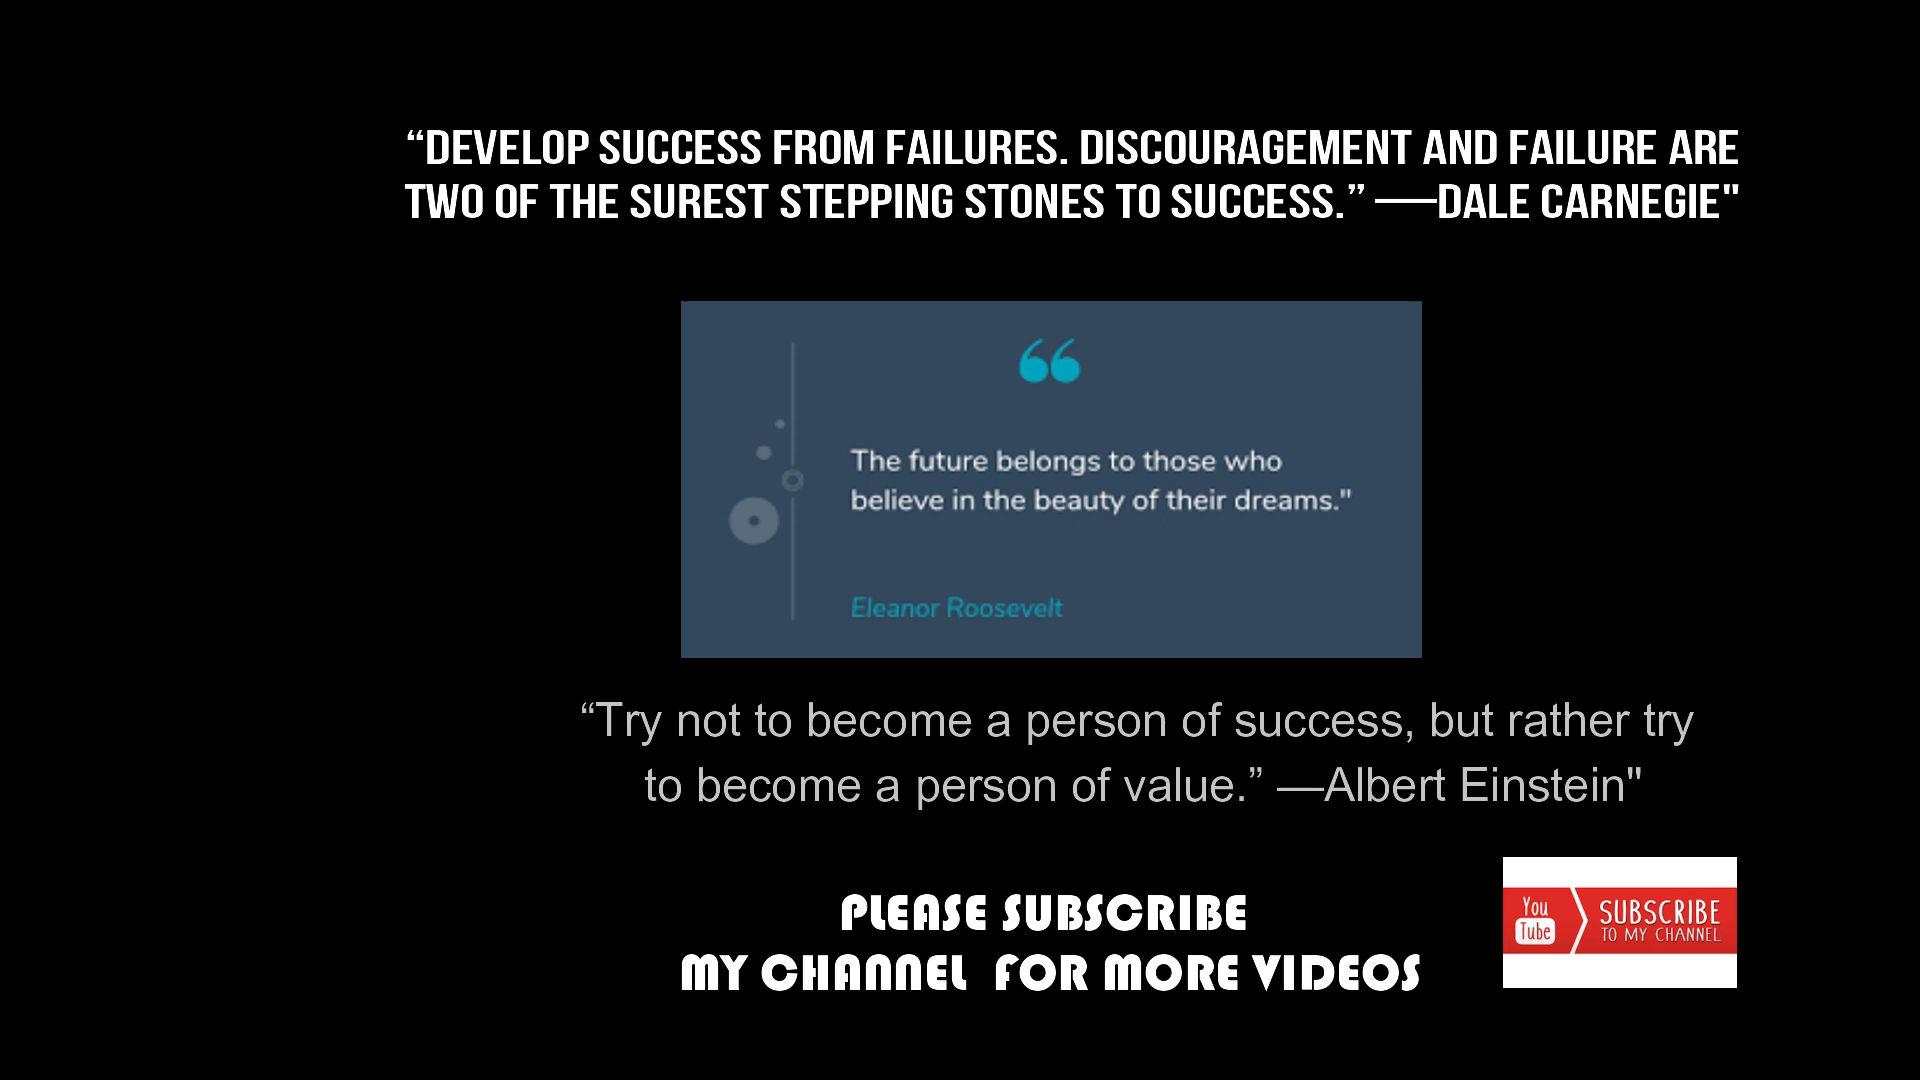 “DEVELOP SUCCESS FROM FAILURES. DISCOURAGEMENT AND FAILURE ARE
TWO OF THE SUREST STEPPING STONES TO SUCCESS.” —DALE CARNEGIE"
“
The future belongs to those who
believe in the beauty of their dreams."
Eleanor Roosevelt
“Try not to become a person of success, but rather try
to become a person of value.” —Albert Einstein"
PLEASE SUBSCRIBE
MY CHANNEL FOR MORE VIDEOS
You
Tube
SUBSCRIBE
TO MY CHANNEL